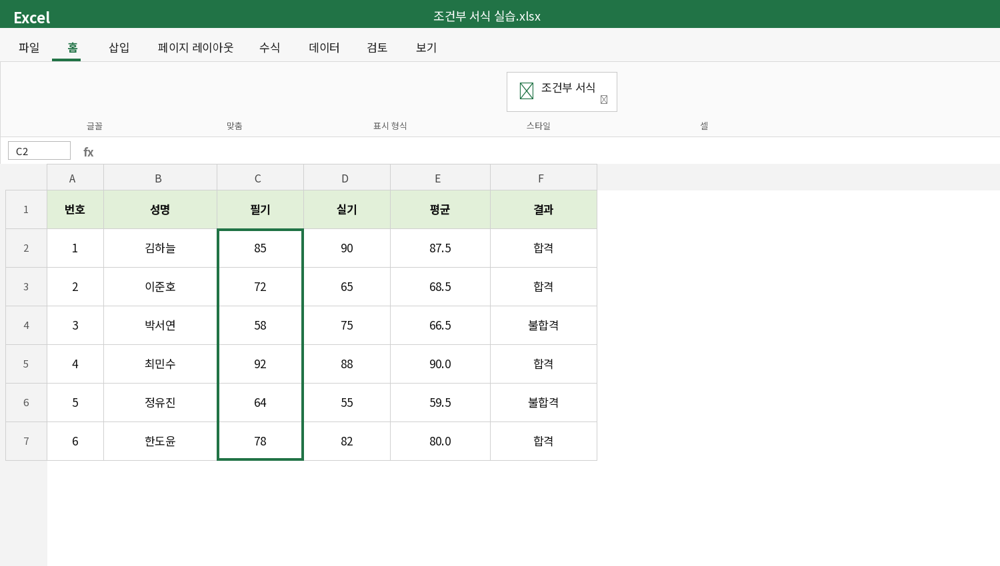 Excel 조건부 서식 실습.xlsx
파일 홈 삽입 페이지 레이아웃 수식 데이터 검토 보기
조건부 서식
글꼴 맞춤 표시 형식 스타일 셀
C2 fx
A B C D E F
1 번호 성명 필기 실기 평균 결과
2 1 김하늘 85 90 87.5 합격
3 2 이준호 72 65 68.5 합격
4 3 박서연 58 75 66.5 불합격
5 4 최민수 92 88 90.0 합격
6 5 정유진 64 55 59.5 불합격
7 6 한도윤 78 82 80.0 합격